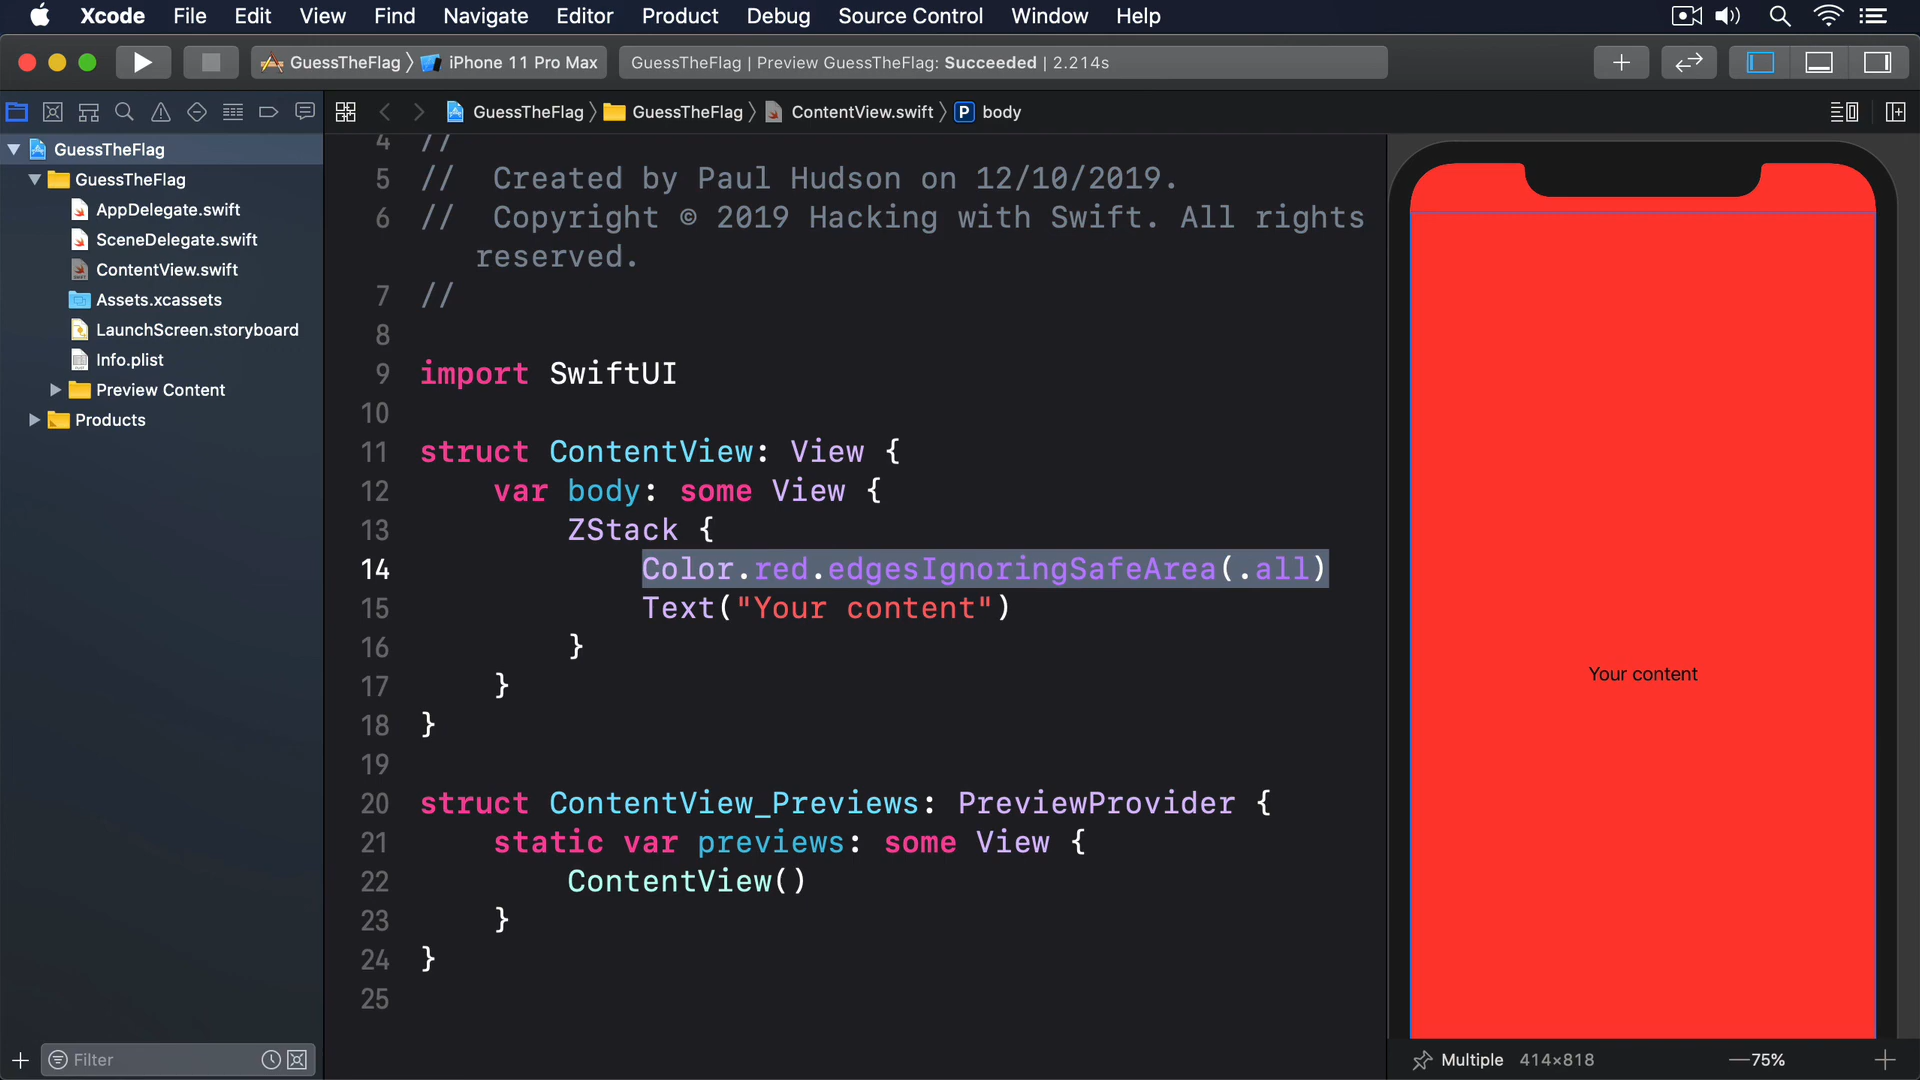 Xcode File Edit View Find Navigate Editor Product Debug Source Control Window Help
GuessTheFlag iPhone 11 Pro Max GuessTheFlag | Preview GuessTheFlag: Succeeded | 2.214s
GuessTheFlag GuessTheFlag ContentView.swift P body
GuessTheFlag
GuessTheFlag
AppDelegate.swift
SceneDelegate.swift
ContentView.swift
Assets.xcassets
LaunchScreen.storyboard
Info.plist
Preview Content
Products
Filter
4 //
5 // Created by Paul Hudson on 12/10/2019.
6 // Copyright © 2019 Hacking with Swift. All rights
reserved.
7 //
8
9 import SwiftUI
10
11 struct ContentView: View {
12 var body: some View {
13 ZStack {
14 Color.red.edgesIgnoringSafeArea(.all)
15 Text("Your content")
16 }
17 }
18 }
19
20 struct ContentView_Previews: PreviewProvider {
21 static var previews: some View {
22 ContentView()
23 }
24 }
25
Your content
Multiple 414×818 75%